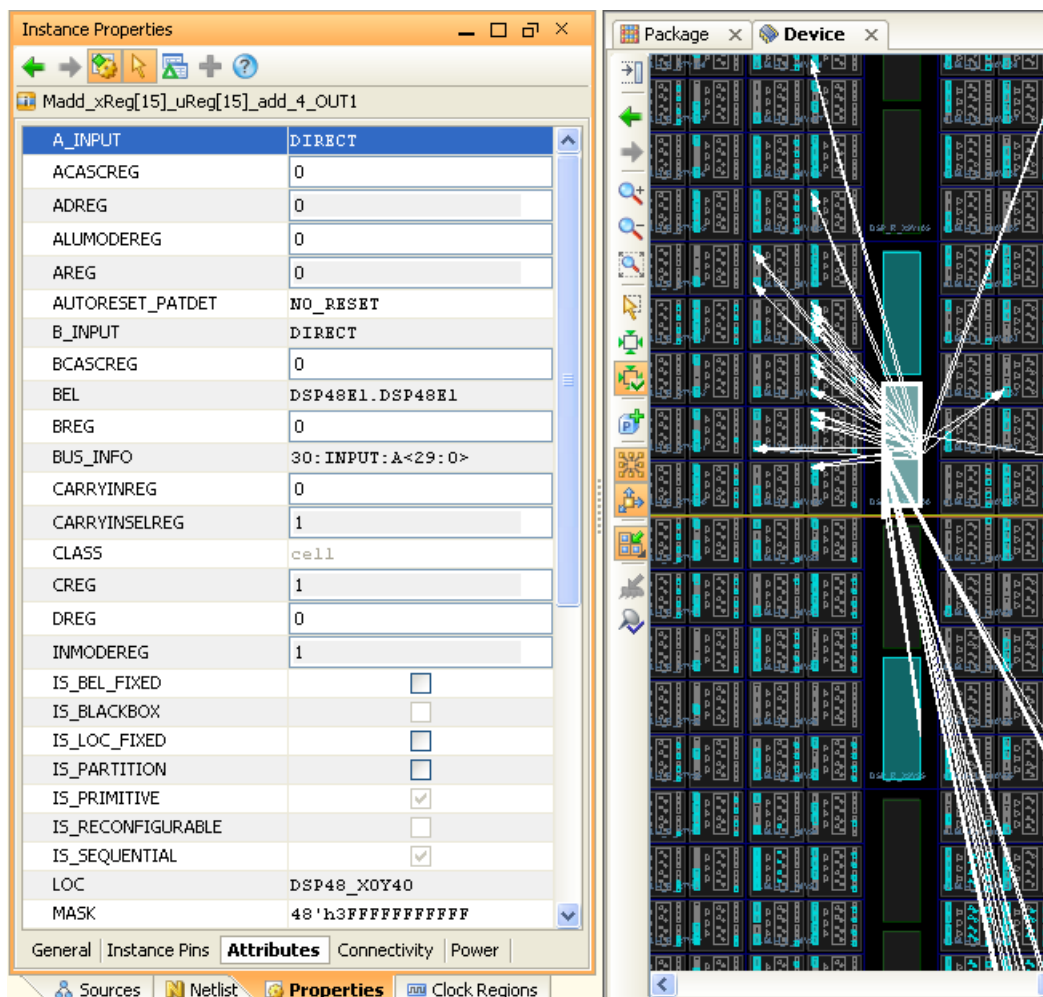 Instance Properties
Madd_xReg[15]_uReg[15]_add_4_OUT1
A_INPUT DIRECT
ACASCREG 0
ADREG 0
ALUMODEREG 0
AREG 0
AUTORESET_PATDET NO_RESET
B_INPUT DIRECT
BCASCREG 0
BEL DSP48E1.DSP48E1
BREG 0
BUS_INFO 30:INPUT:A<29:0>
CARRYINREG 0
CARRYINSELREG 1
CLASS cell
CREG 1
DREG 0
INMODEREG 1
IS_BEL_FIXED
IS_BLACKBOX
IS_LOC_FIXED
IS_PARTITION
IS_PRIMITIVE
IS_RECONFIGURABLE
IS_SEQUENTIAL
LOC DSP48_X0Y40
MASK 48'h3FFFFFFFFFFF
General Instance Pins Attributes Connectivity Power
Sources Netlist Properties Clock Regions
Package Device